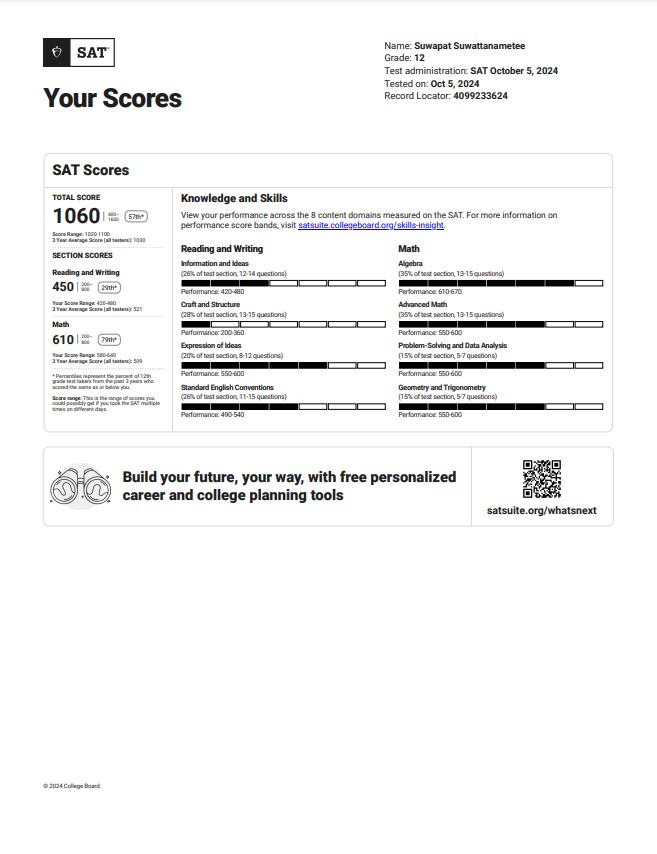 SAT
Your Scores
Name: Suwapat Suwattanametee
Grade: 12
Test administration: SAT October 5, 2024
Tested on: Oct 5, 2024
Record Locator: 4099233624
SAT Scores
TOTAL SCORE
1060 | 400–1600 57th*
Score Range: 1020-1100
3 Year Average Score (all testers): 1030
SECTION SCORES
Reading and Writing
450 | 200–800 29th*
Your Score Range: 420-480
3 Year Average Score (all testers): 521
Math
610 | 200–800 79th*
Your Score Range: 580-640
3 Year Average Score (all testers): 509
* Percentiles represent the percent of 12th
grade test takers from the past 3 years who
scored the same as or below you.
Score range: This is the range of scores you
could possibly get if you took the SAT multiple
times on different days.
Knowledge and Skills
View your performance across the 8 content domains measured on the SAT. For more information on
performance score bands, visit satsuite.collegeboard.org/skills-insight.
Reading and Writing
Information and Ideas
(26% of test section, 12-14 questions)
Performance: 420-480
Craft and Structure
(28% of test section, 13-15 questions)
Performance: 200-360
Expression of Ideas
(20% of test section, 8-12 questions)
Performance: 550-600
Standard English Conventions
(26% of test section, 11-15 questions)
Performance: 490-540
Math
Algebra
(35% of test section, 13-15 questions)
Performance: 610-670
Advanced Math
(35% of test section, 13-15 questions)
Performance: 550-600
Problem-Solving and Data Analysis
(15% of test section, 5-7 questions)
Performance: 550-600
Geometry and Trigonometry
(15% of test section, 5-7 questions)
Performance: 550-600
Build your future, your way, with free personalized
career and college planning tools
satsuite.org/whatsnext
© 2024 College Board.